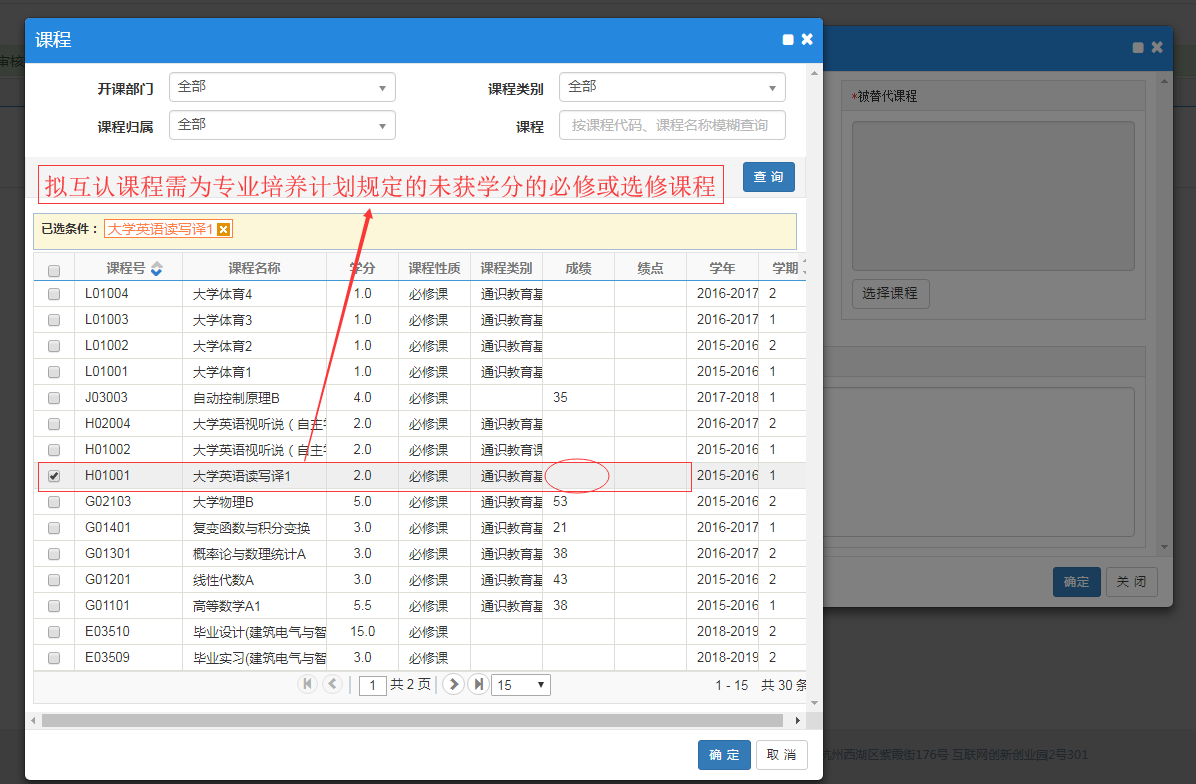 课程
开课部门 全部 课程类别 全部
课程归属 全部 课程 按课程代码、课程名称模糊查询
拟互认课程需为专业培养计划规定的未获学分的必修或选修课程
查 询
已选条件： 大学英语读写译1
课程号 课程名称 学分 课程性质 课程类别 成绩 绩点 学年 学期
L01004 大学体育4 1.0 必修课 通识教育基 2016-2017 2
L01003 大学体育3 1.0 必修课 通识教育基 2016-2017 1
L01002 大学体育2 1.0 必修课 通识教育基 2015-2016 2
L01001 大学体育1 1.0 必修课 通识教育基 2015-2016 1
J03003 自动控制原理B 4.0 必修课 35 2017-2018 1
H02004 大学英语视听说（自主学 2.0 必修课 通识教育基 2016-2017 2
H01002 大学英语视听说（自主学 2.0 必修课 通识教育课 2015-2016 1
H01001 大学英语读写译1 2.0 必修课 通识教育基 2015-2016 1
G02103 大学物理B 5.0 必修课 通识教育基 53 2015-2016 2
G01401 复变函数与积分变换 3.0 必修课 通识教育基 21 2016-2017 1
G01301 概率论与数理统计A 3.0 必修课 通识教育基 38 2016-2017 2
G01201 线性代数A 3.0 必修课 通识教育基 43 2015-2016 2
G01101 高等数学A1 5.5 必修课 通识教育基 38 2015-2016 1
E03510 毕业设计(建筑电气与智 15.0 必修课 2018-2019 2
E03509 毕业实习(建筑电气与智 3.0 必修课 2018-2019 2
1 共 2 页 15 1 - 15 共 30 条
确 定 取 消
审核
*被替代课程
选择课程
确定 关 闭
杭州西湖区紫霞街176号 互联网创新创业园2号301